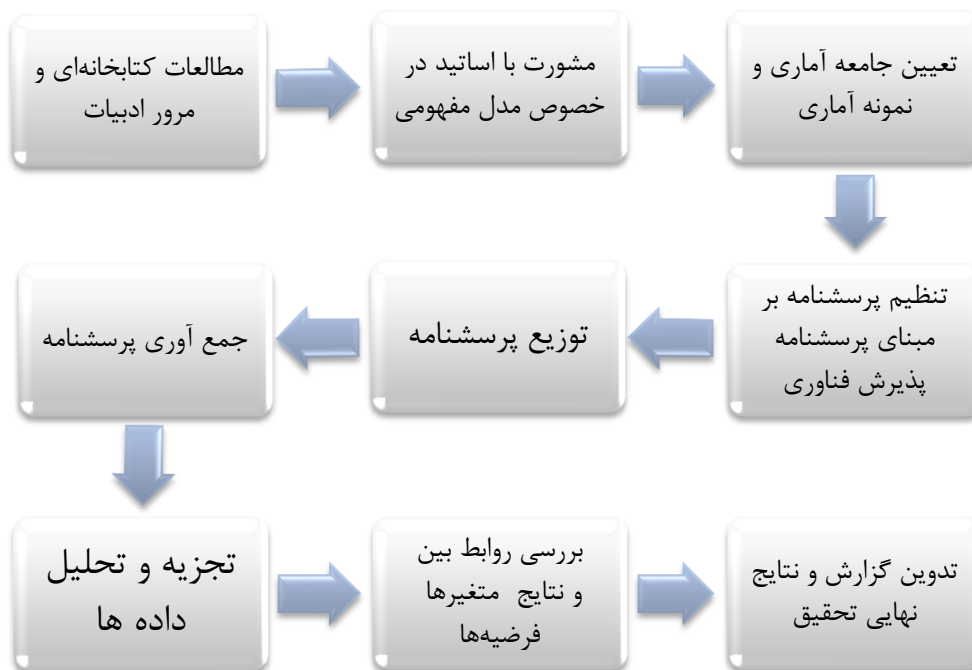 مطالعات کتابخانه‌ای و
مرور ادبیات
مشورت با اساتید در
خصوص مدل مفهومی
تعیین جامعه آماری و
نمونه آماری
تنظیم پرسشنامه بر
مبنای پرسشنامه
پذیرش فناوری
توزیع پرسشنامه
جمع آوری پرسشنامه
تجزیه و تحلیل
داده ها
بررسی روابط بین
متغیرها و نتایج
فرضیه‌ها
تدوین گزارش و نتایج
نهایی تحقیق